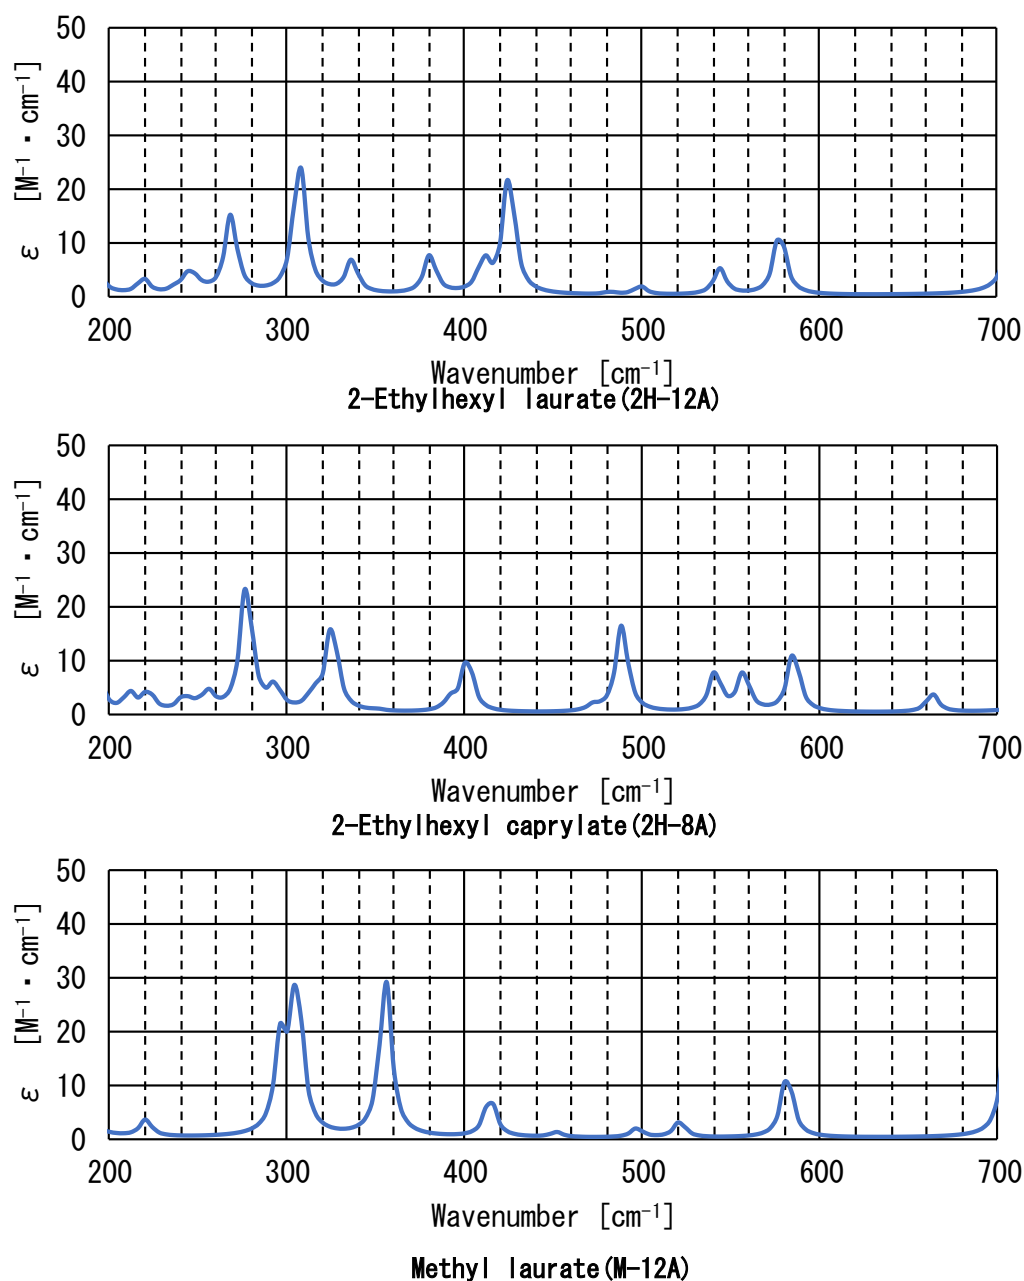 50
40
30
20
10
0
ε [M⁻¹・cm⁻¹]
200 300 400 500 600 700
Wavenumber [cm⁻¹]
2-Ethylhexyl laurate(2H-12A)
50
40
30
20
10
0
ε [M⁻¹・cm⁻¹]
200 300 400 500 600 700
Wavenumber [cm⁻¹]
2-Ethylhexyl caprylate(2H-8A)
50
40
30
20
10
0
ε [M⁻¹・cm⁻¹]
200 300 400 500 600 700
Wavenumber [cm⁻¹]
Methyl laurate(M-12A)